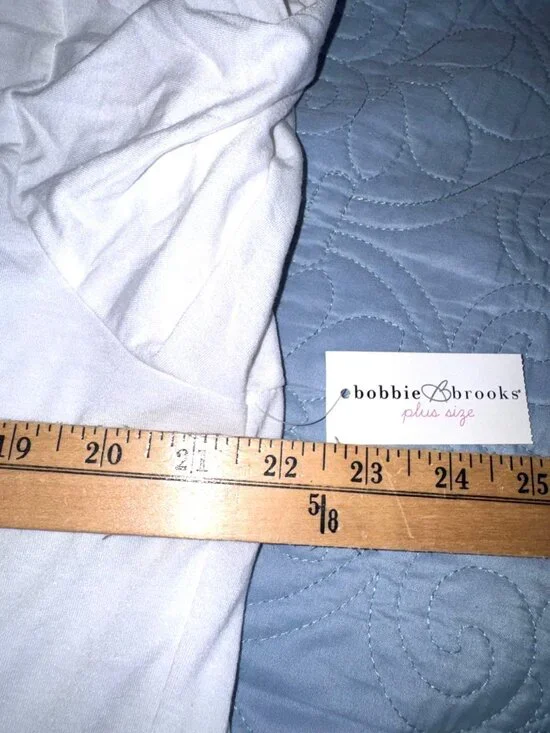 bobbie B brooks®
plus size
19 20 21 22 23 24 25
5/8